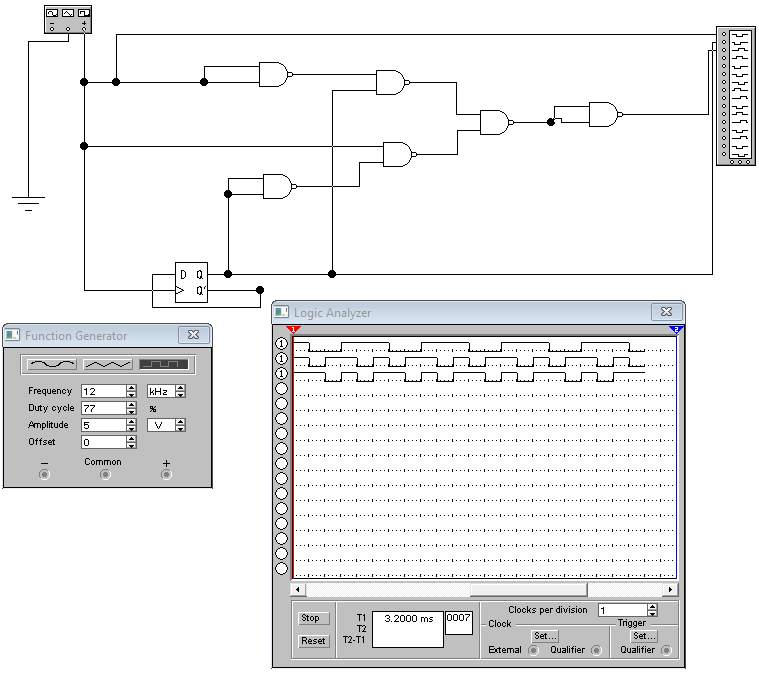 − +
D Q
Q'
Function Generator
Frequency 12 kHz
Duty cycle 77 %
Amplitude 5 V
Offset 0
− Common +
Logic Analyzer
1 2
1
1
1
Stop
Reset
T1 3.2000 ms 0007
T2
T2-T1
Clocks per division 1
Clock Trigger
Set... Set...
External Qualifier Qualifier